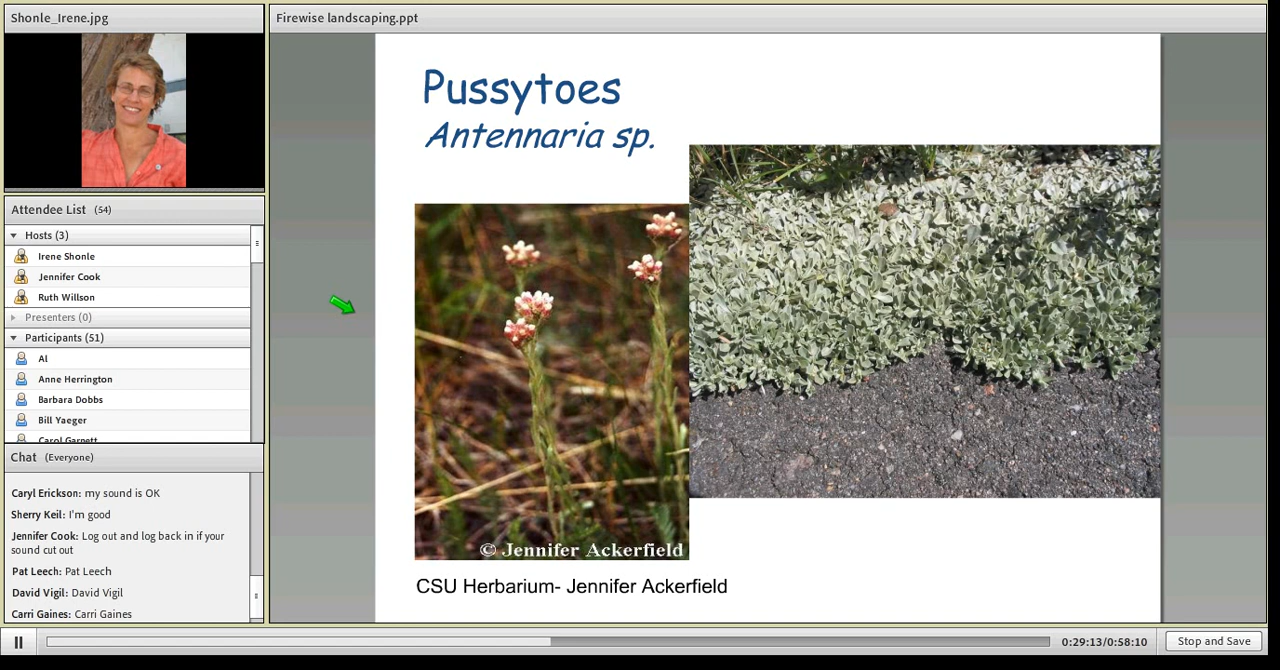 Shonle_Irene.jpg
Attendee List (54)
Hosts (3)
Irene Shonle
Jennifer Cook
Ruth Willson
Presenters (0)
Participants (51)
Al
Anne Herrington
Barbara Dobbs
Bill Yaeger
Carol Garnett
Chat (Everyone)
Caryl Erickson: my sound is OK
Sherry Keil: I'm good
Jennifer Cook: Log out and log back in if your
sound cut out
Pat Leech: Pat Leech
David Vigil: David Vigil
Carri Gaines: Carri Gaines
Firewise landscaping.ppt
Pussytoes
Antennaria sp.
© Jennifer Ackerfield
CSU Herbarium- Jennifer Ackerfield
0:29:13/0:58:10
Stop and Save